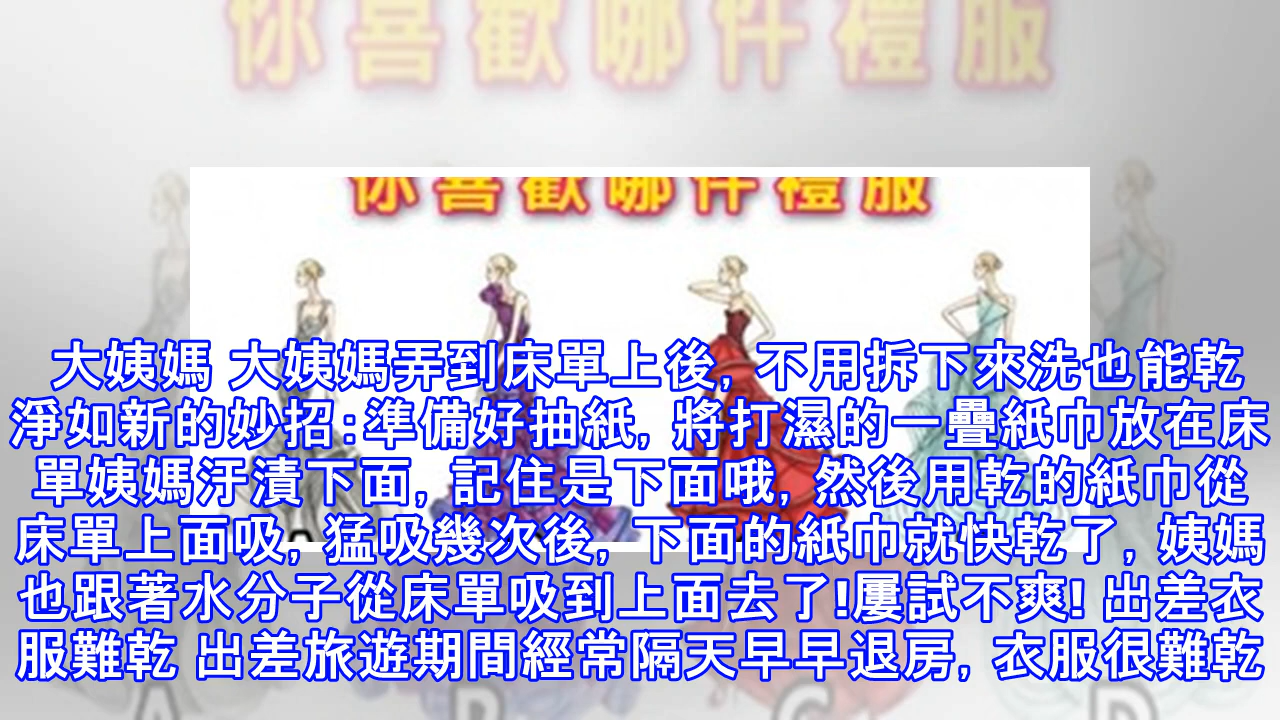 你喜歡哪件禮服
你喜歡哪件禮服
大姨媽 大姨媽弄到床單上後, 不用拆下來洗也能乾
淨如新的妙招:準備好抽紙, 將打濕的一疊紙巾放在床
單姨媽汙漬下面, 記住是下面哦, 然後用乾的紙巾從
床單上面吸, 猛吸幾次後, 下面的紙巾就快乾了, 姨媽
也跟著水分子從床單吸到上面去了!屢試不爽! 出差衣
服難乾 出差旅遊期間經常隔天早早退房, 衣服很難乾
A B C D